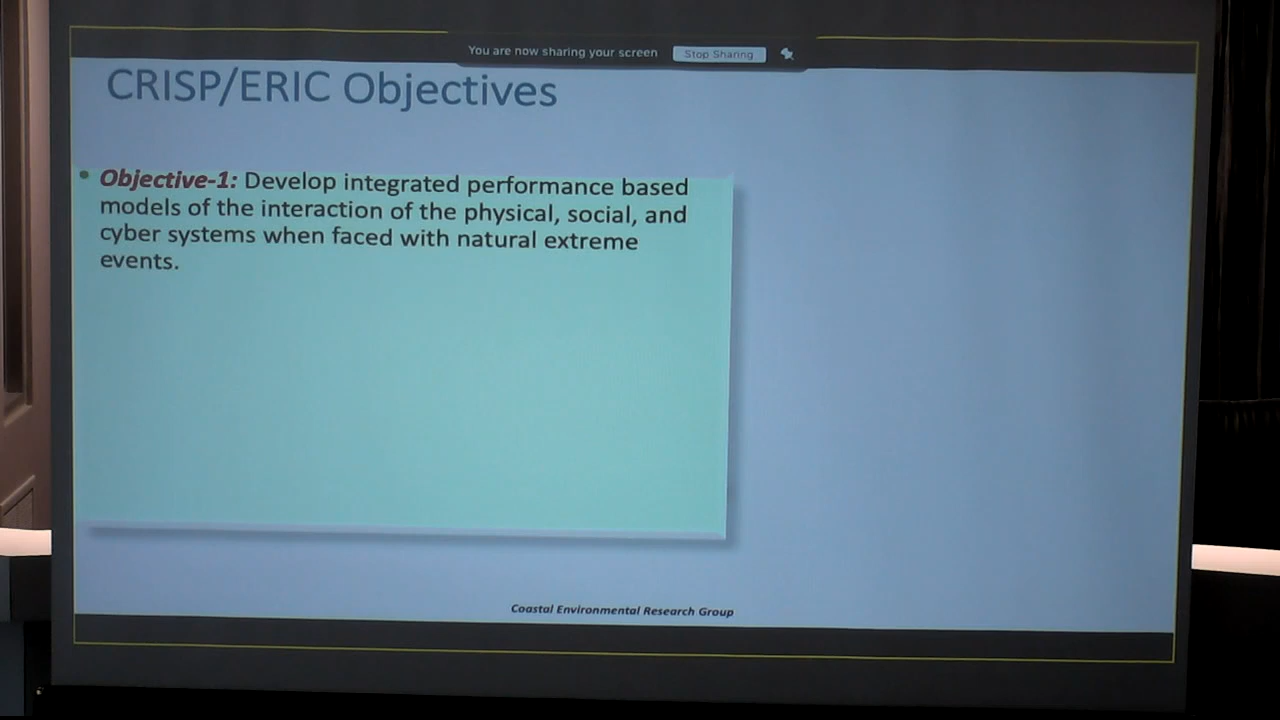 You are now sharing your screen Stop Sharing
CRISP/ERIC Objectives
• Objective-1: Develop integrated performance based
models of the interaction of the physical, social, and
cyber systems when faced with natural extreme
events.
Coastal Environmental Research Group